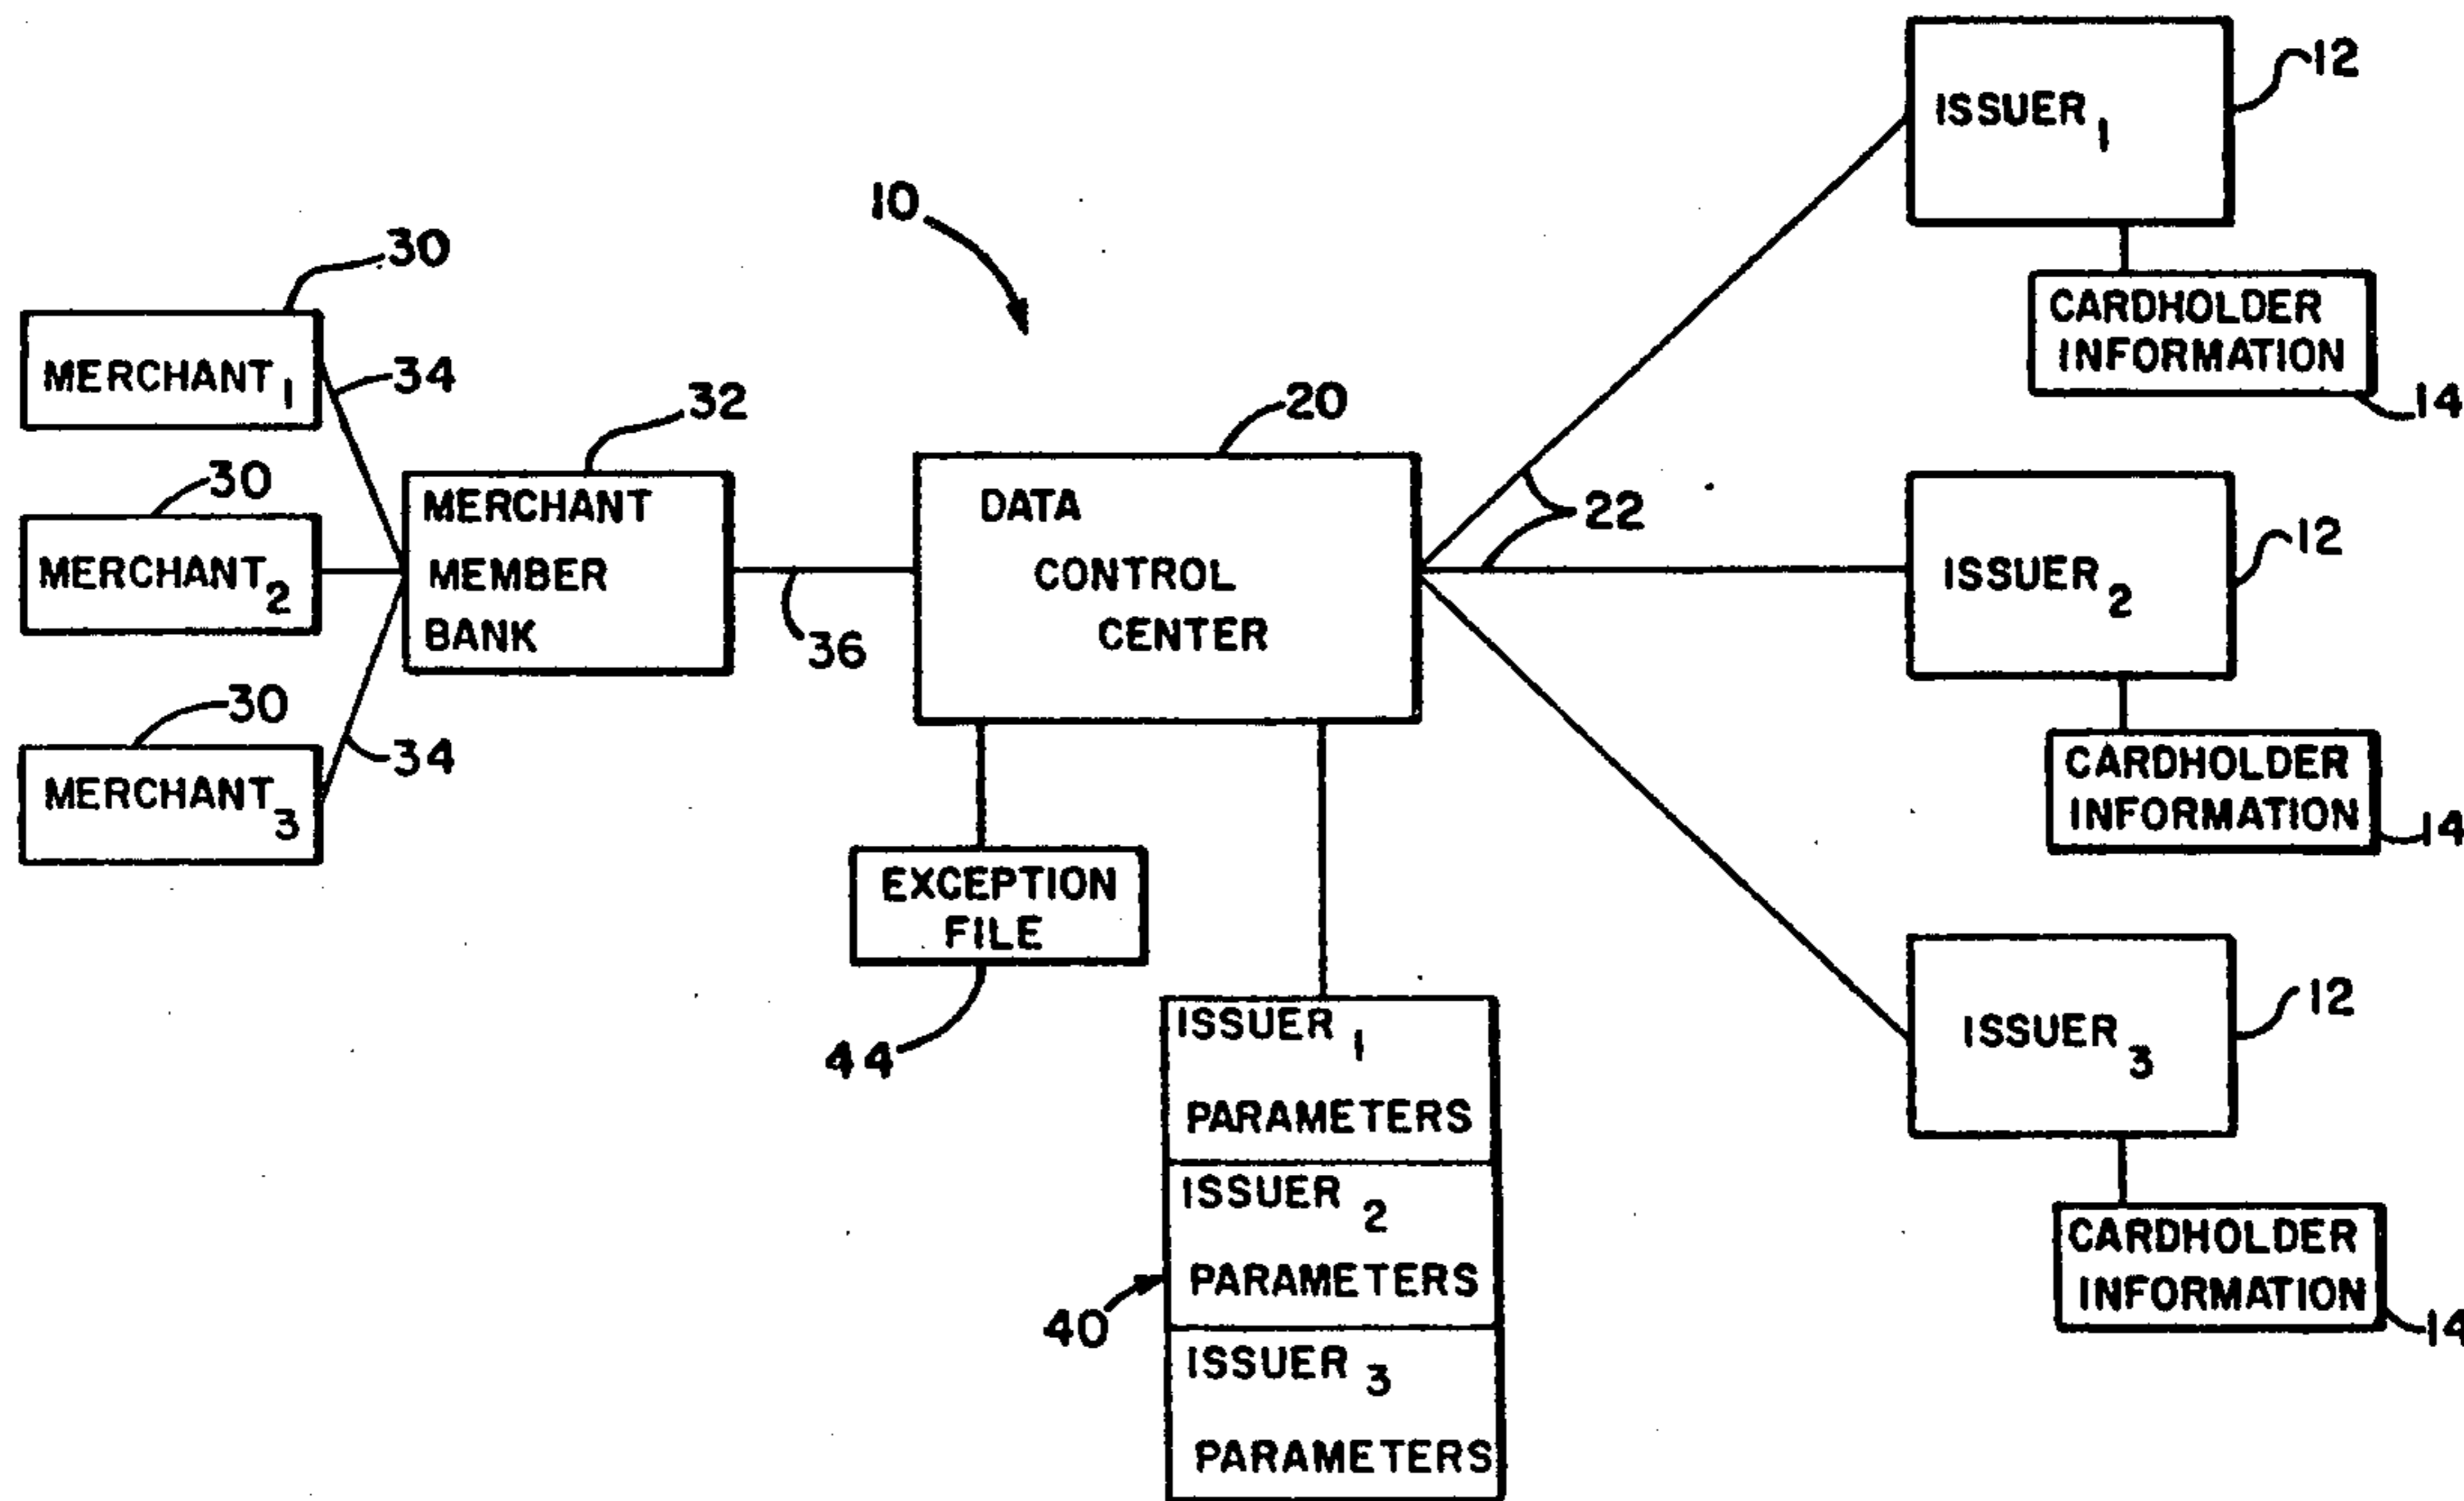 10
MERCHANT 1
30
34
MERCHANT 2
30
MERCHANT 3
30
34
MERCHANT
MEMBER
BANK
32
36
DATA
CONTROL
CENTER
20
22
EXCEPTION
FILE
44
ISSUER 1
PARAMETERS
ISSUER 2
PARAMETERS
ISSUER 3
PARAMETERS
40
ISSUER 1
12
CARDHOLDER
INFORMATION
14
ISSUER 2
12
CARDHOLDER
INFORMATION
14
ISSUER 3
12
CARDHOLDER
INFORMATION
14